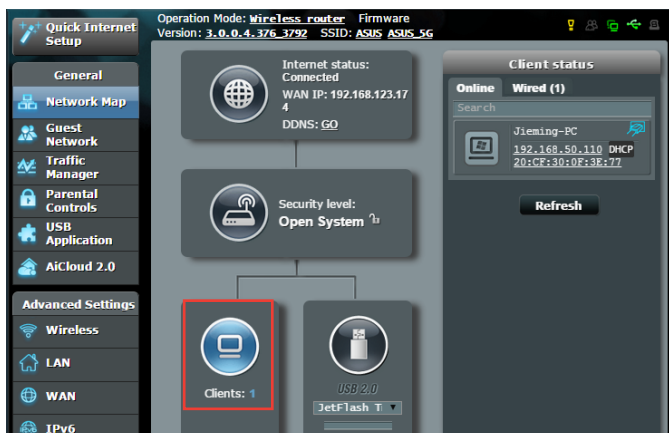 Quick Internet
Setup
Operation Mode: Wireless router Firmware
Version: 3.0.0.4.376_3792 SSID: ASUS ASUS_5G
General
Network Map
Guest
Network
Traffic
Manager
Parental
Controls
USB
Application
AiCloud 2.0
Advanced Settings
Wireless
LAN
WAN
IPv6
Internet status:
Connected
WAN IP: 192.168.123.17
4
DDNS: GO
Security level:
Open System
Clients: 1
USB 2.0
JetFlash T
Client status
Online Wired (1)
Search
Jieming-PC
192.168.50.110 DHCP
20:CF:30:0F:3E:77
Refresh